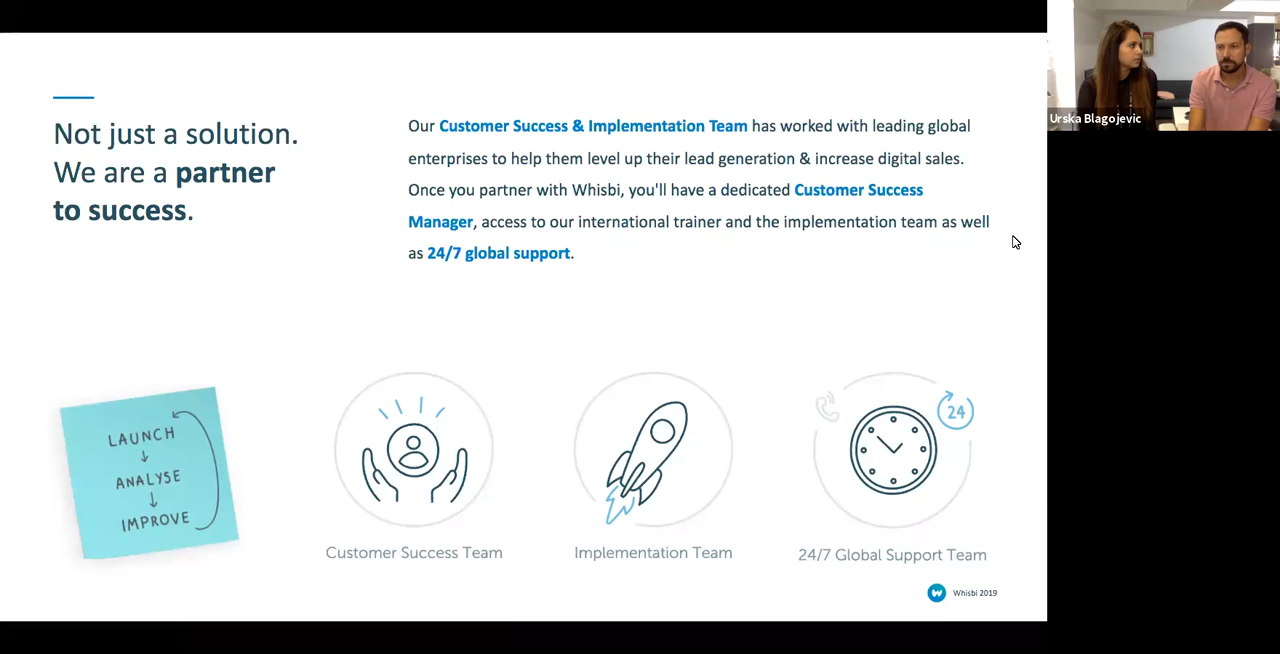 Not just a solution.
We are a partner
to success.
Our Customer Success & Implementation Team has worked with leading global
enterprises to help them level up their lead generation & increase digital sales.
Once you partner with Whisbi, you'll have a dedicated Customer Success
Manager, access to our international trainer and the implementation team as well
as 24/7 global support.
Urska Blagojevic
LAUNCH
ANALYSE
IMPROVE
24
Customer Success Team
Implementation Team
24/7 Global Support Team
Whisbi 2019